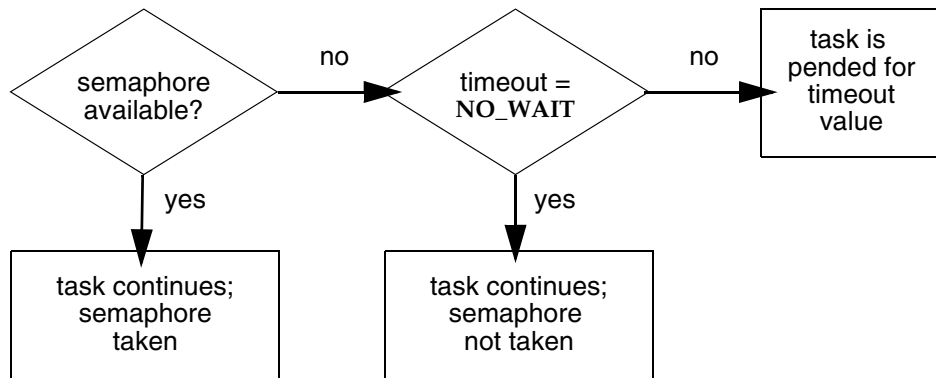 semaphore
available?
no
timeout =
NO_WAIT
no
task is
pended for
timeout
value
yes
yes
task continues;
semaphore
taken
task continues;
semaphore
not taken